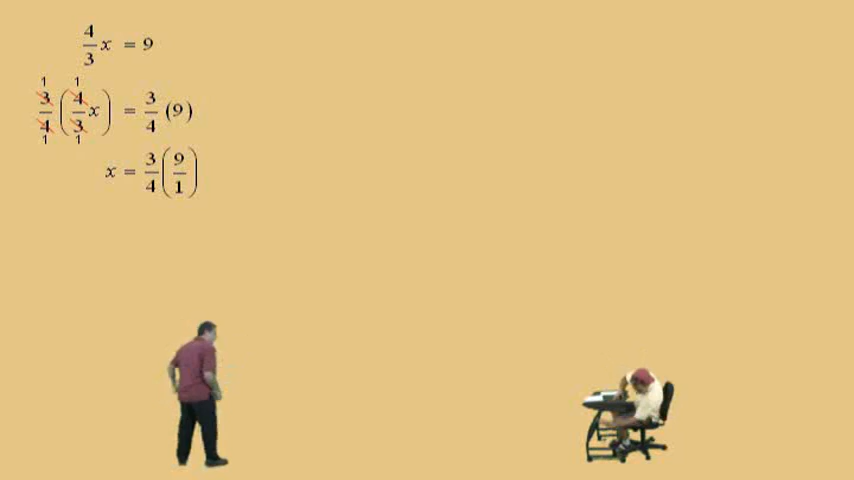 4/3 x = 9
1 1
3/4 (4/3 x) = 3/4 (9)
1 1
x = 3/4 (9/1)